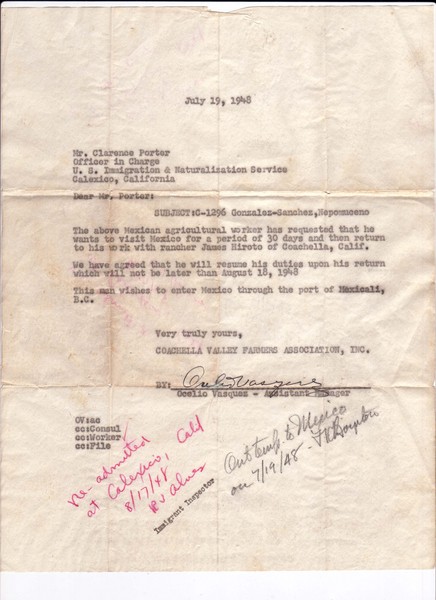 July 19, 1948
Mr. Clarence Porter
Officer in Charge
U. S. Immigration & Naturalization Service
Calexico, California
Dear Mr. Porter:
SUBJECT:C-1296 Gonzalez-Sanchez,Nepomuceno
The above Mexican agricultural worker has requested that he
wants to visit Mexico for a period of 30 days and then return
to his work with rancher James Hiroto of Coachella, Calif.
We have agreed that he will resume his duties upon his return
which will not be later than August 18, 1948
This man wishes to enter Mexico through the port of Mexicali,
B.C.
Very truly yours,
COACHELLA VALLEY FARMERS ASSOCIATION, INC.
BY: Ocelio Vasquez
Ocelio Vasquez - Assistant Manager
OV:ac
cc:Consul
cc:Worker
cc:File
Re-admitted
at Calexico, Calif
8/17/48
Immigrant Inspector
Out temp. to Mexico
on 7/19/48 -